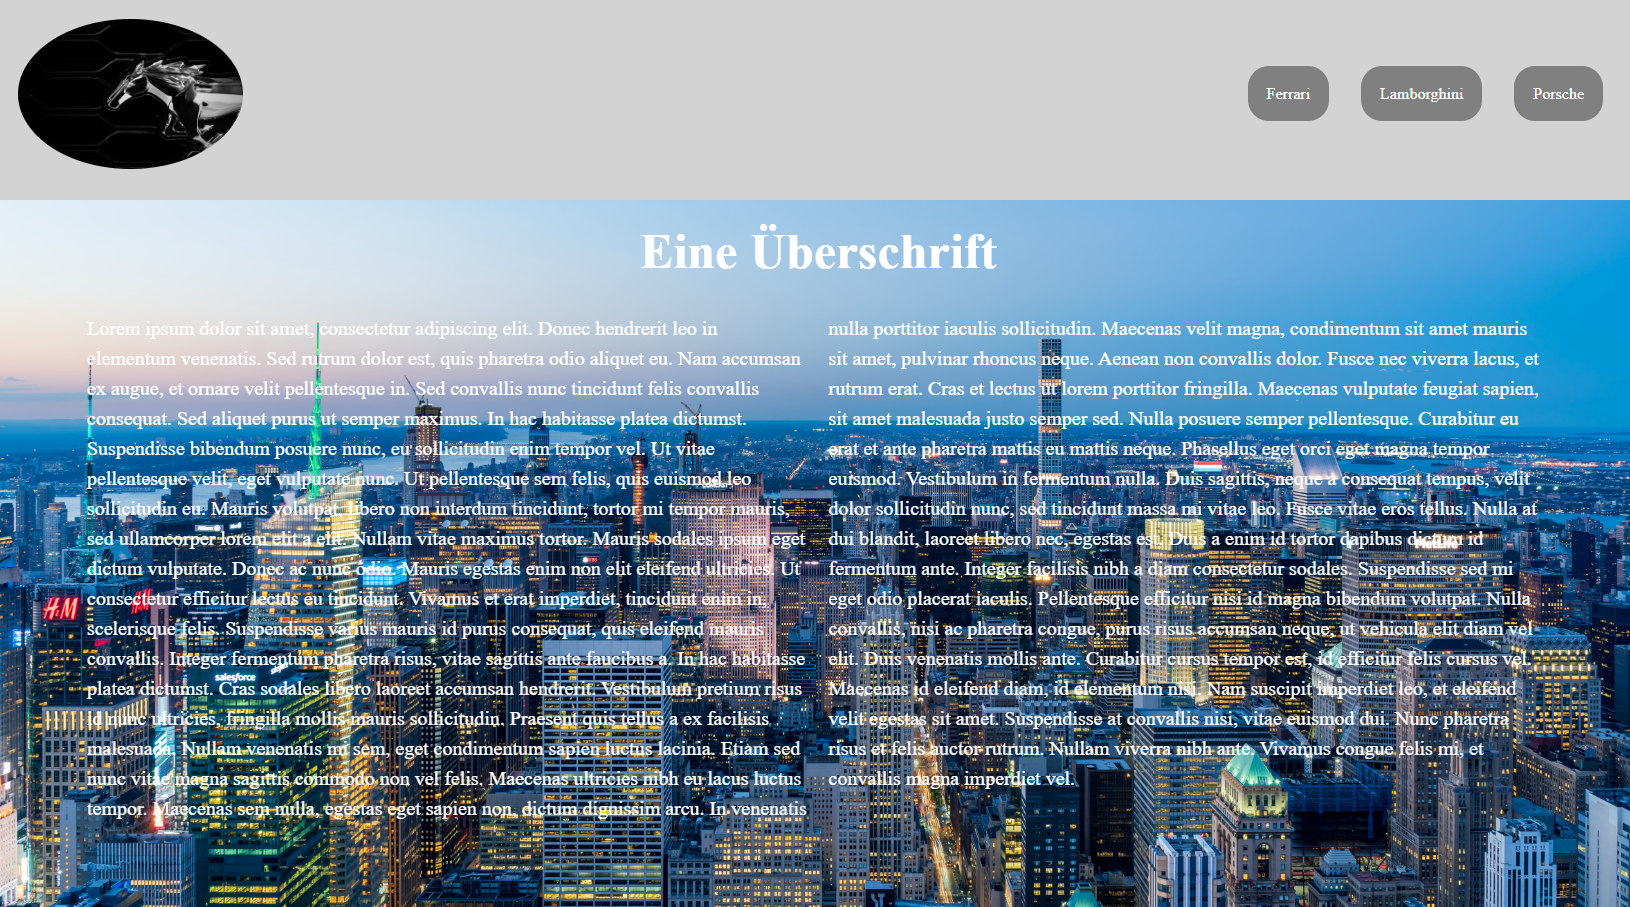 Ferrari
Lamborghini
Porsche
Eine Überschrift
Lorem ipsum dolor sit amet, consectetur adipiscing elit. Donec hendrerit leo in
elementum venenatis. Sed rutrum dolor est, quis pharetra odio aliquet eu. Nam accumsan
ex augue, et ornare velit pellentesque in. Sed convallis nunc tincidunt felis convallis
consequat. Sed aliquet purus ut semper maximus. In hac habitasse platea dictumst.
Suspendisse bibendum posuere nunc, eu sollicitudin enim tempor vel. Ut vitae
pellentesque velit, eget vulputate nunc. Ut pellentesque sem felis, quis euismod leo
sollicitudin eu. Mauris volutpat libero non interdum tincidunt, tortor mi tempor mauris,
sed ullamcorper lorem elit a elit. Nullam vitae maximus tortor. Mauris sodales ipsum eget
dictum vulputate. Donec ac nunc odio. Mauris egestas enim non elit eleifend ultricies. Ut
consectetur efficitur lectus eu tincidunt. Vivamus et erat imperdiet, tincidunt enim in,
scelerisque felis. Suspendisse varius mauris id purus consequat, quis eleifend mauris
convallis. Integer fermentum pharetra risus, vitae sagittis ante faucibus a. In hac habitasse
platea dictumst. Cras sodales libero laoreet accumsan hendrerit. Vestibulum pretium risus
id nunc ultricies, fringilla mollis mauris sollicitudin. Praesent quis tellus a ex facilisis
malesuada. Nullam venenatis mi sem, eget condimentum sapien luctus lacinia. Etiam sed
nunc vitae magna sagittis commodo non vel felis. Maecenas ultricies nibh eu lacus luctus
tempor. Maecenas sem nulla, egestas eget sapien non, dictum dignissim arcu. In venenatis
nulla porttitor iaculis sollicitudin. Maecenas velit magna, condimentum sit amet mauris
sit amet, pulvinar rhoncus neque. Aenean non convallis dolor. Fusce nec viverra lacus, et
rutrum erat. Cras et lectus ut lorem porttitor fringilla. Maecenas vulputate feugiat sapien,
sit amet malesuada justo semper sed. Nulla posuere semper pellentesque. Curabitur eu
erat et ante pharetra mattis eu mattis neque. Phasellus eget orci eget magna tempor
euismod. Vestibulum in fermentum nulla. Duis sagittis, neque a consequat tempus, velit
dolor sollicitudin nunc, sed tincidunt massa mi vitae leo. Fusce vitae eros tellus. Nulla at
dui blandit, laoreet libero nec, egestas est. Duis a enim id tortor dapibus dictum id
fermentum ante. Integer facilisis nibh a diam consectetur sodales. Suspendisse sed mi
eget odio placerat iaculis. Pellentesque efficitur nisi id magna bibendum volutpat. Nulla
convallis, nisi ac pharetra congue, purus risus accumsan neque, ut vehicula elit diam vel
elit. Duis venenatis mollis ante. Curabitur cursus tempor est, id efficitur felis cursus vel.
Maecenas id eleifend diam, id elementum nisi. Nam suscipit imperdiet leo, et eleifend
velit egestas sit amet. Suspendisse at convallis nisi, vitae euismod dui. Nunc pharetra
risus et felis auctor rutrum. Nullam viverra nibh ante. Vivamus congue felis mi, et
convallis magna imperdiet vel.
H&M
salesforce